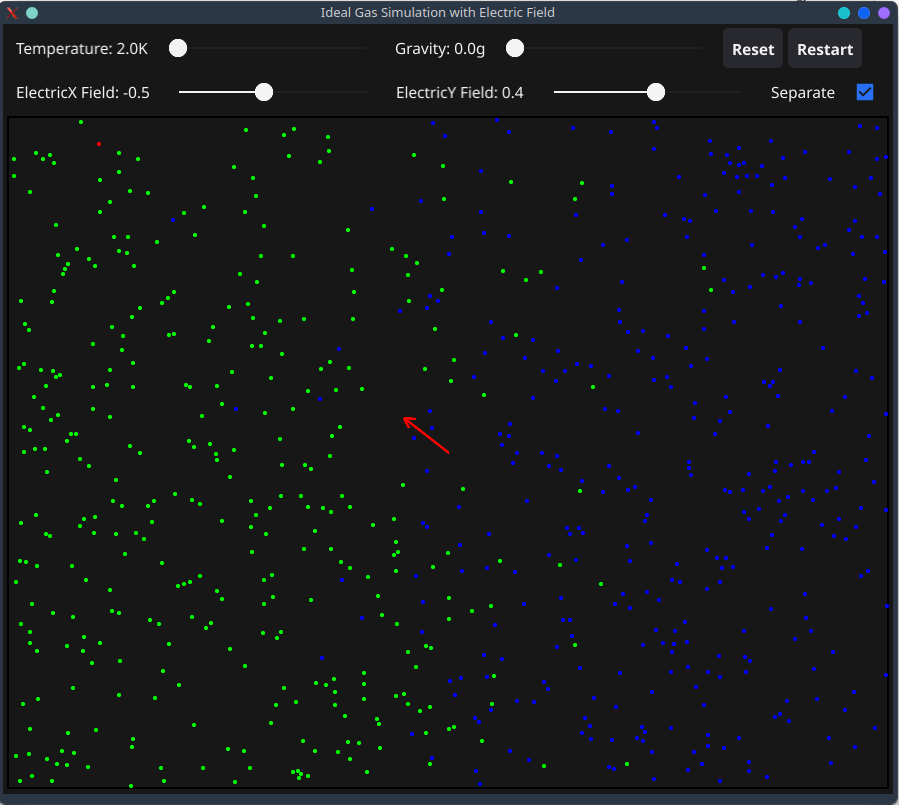 Ideal Gas Simulation with Electric Field
Temperature: 2.0K Gravity: 0.0g Reset Restart
ElectricX Field: -0.5 ElectricY Field: 0.4 Separate